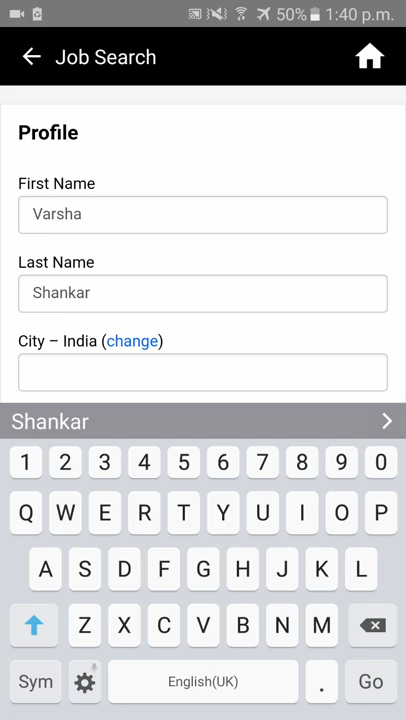 50% 1:40 p.m.
Job Search
Profile
First Name
Varsha
Last Name
Shankar
City – India (change)
Shankar
1 2 3 4 5 6 7 8 9 0
Q W E R T Y U I O P
A S D F G H J K L
Z X C V B N M
Sym English(UK) . Go